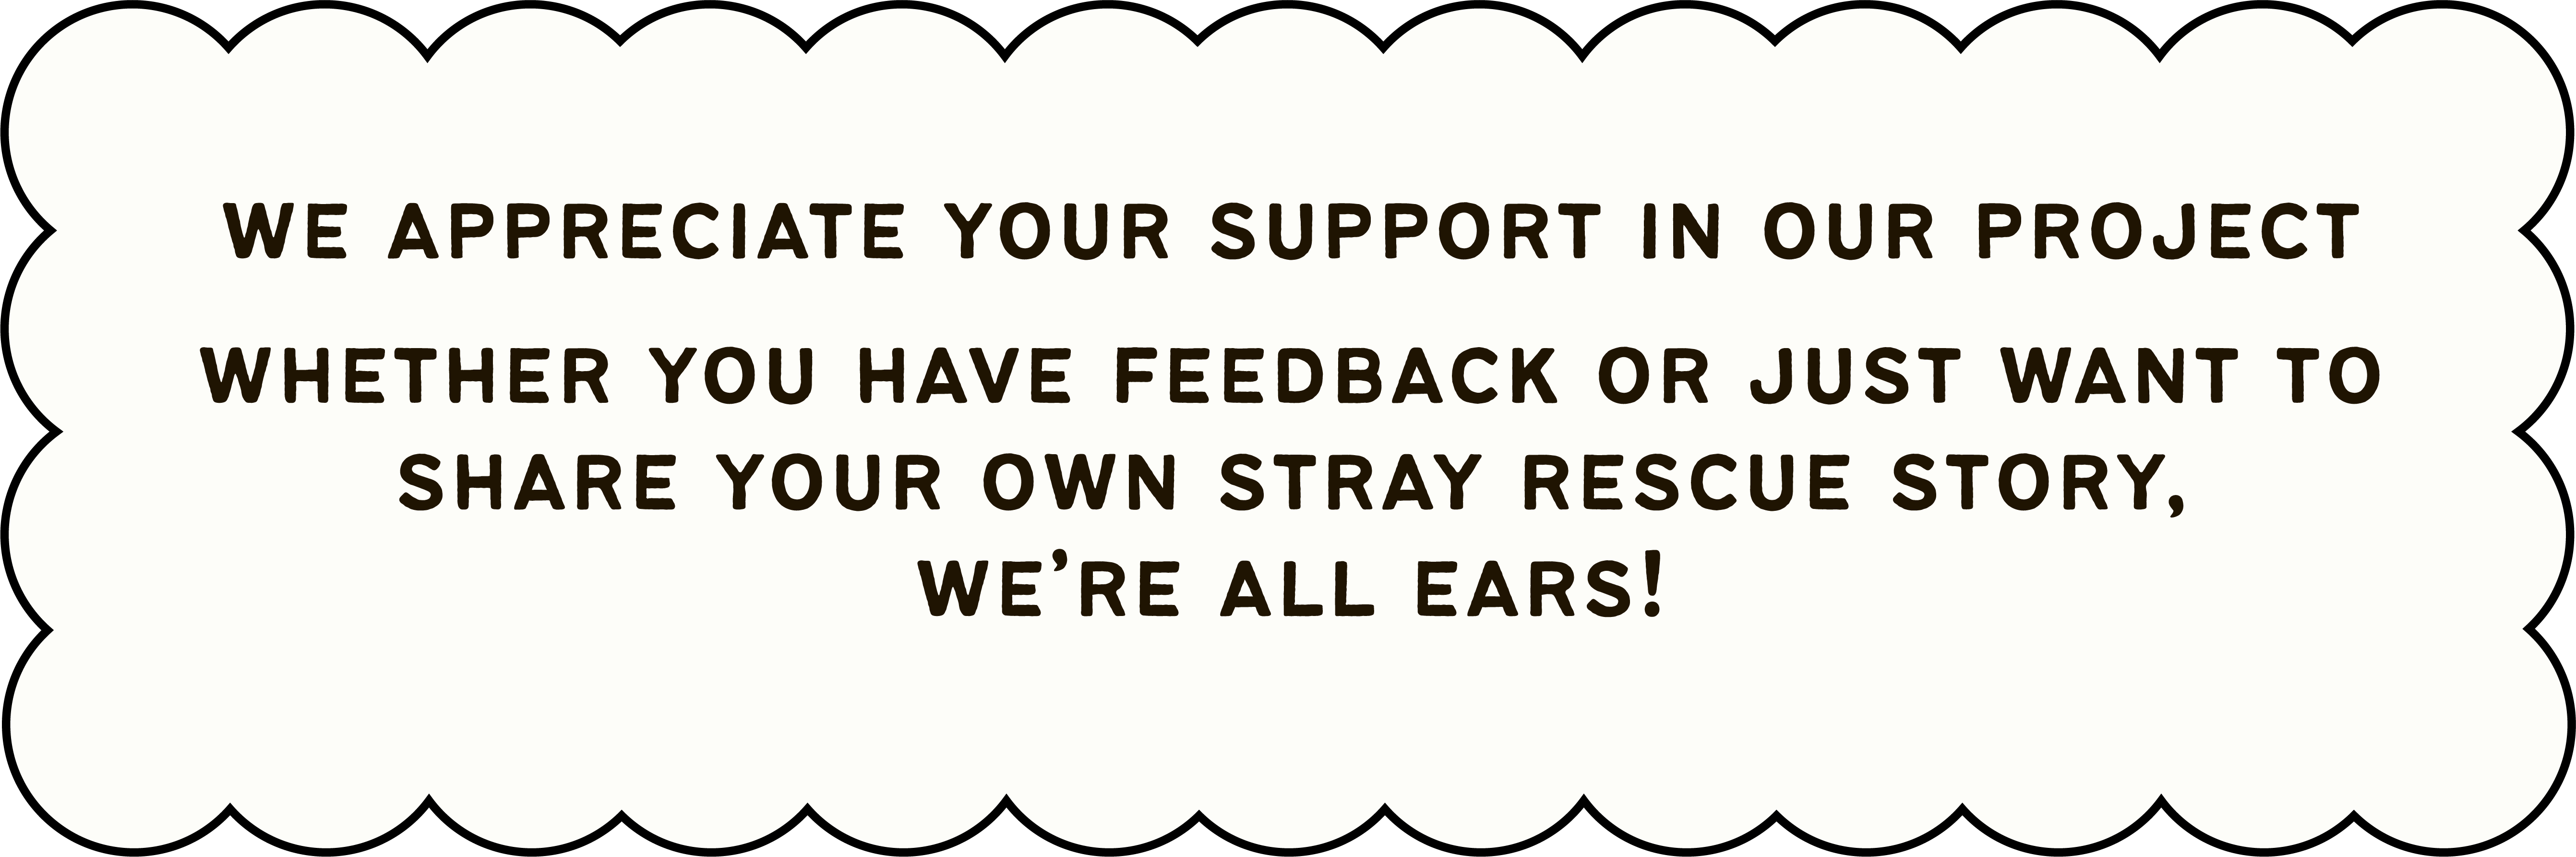 WE APPRECIATE YOUR SUPPORT IN OUR PROJECT
WHETHER YOU HAVE FEEDBACK OR JUST WANT TO
SHARE YOUR OWN STRAY RESCUE STORY,
WE’RE ALL EARS!